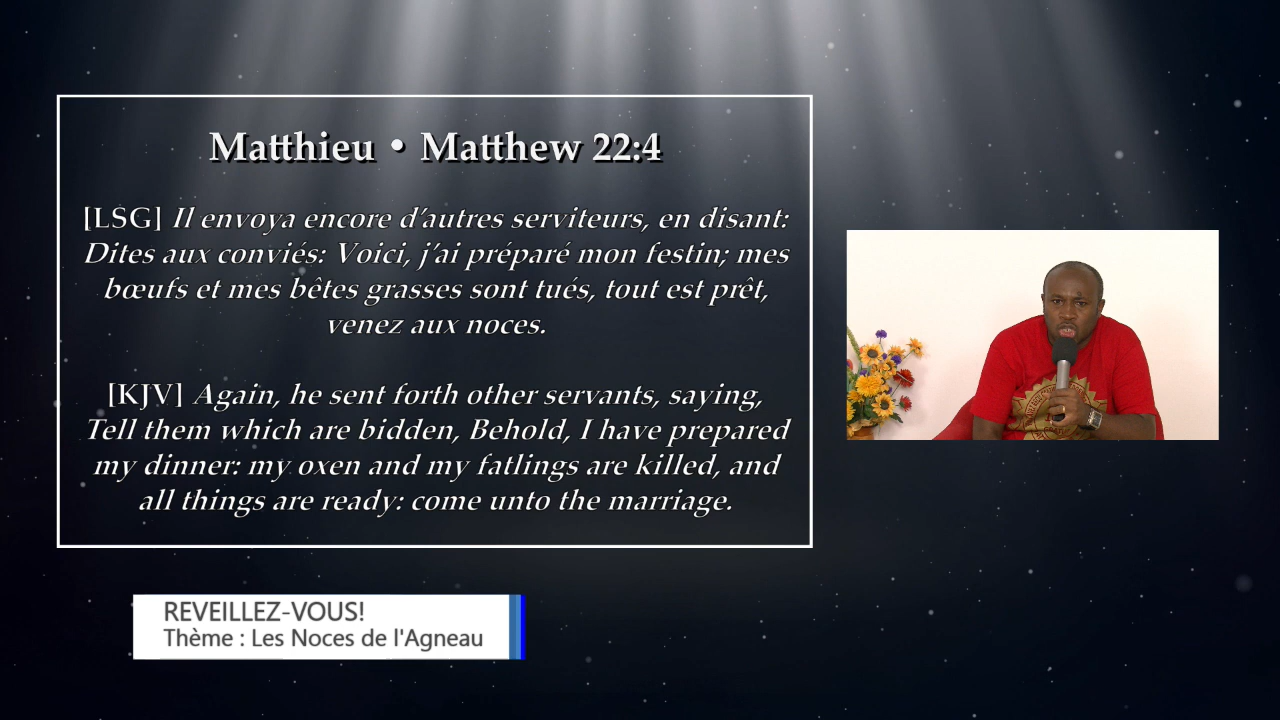 Matthieu • Matthew 22:4
[LSG] Il envoya encore d’autres serviteurs, en disant:
Dites aux conviés: Voici, j’ai préparé mon festin; mes
bœufs et mes bêtes grasses sont tués, tout est prêt,
venez aux noces.
[KJV] Again, he sent forth other servants, saying,
Tell them which are bidden, Behold, I have prepared
my dinner: my oxen and my fatlings are killed, and
all things are ready: come unto the marriage.
REVEILLEZ-VOUS!
Thème : Les Noces de l'Agneau